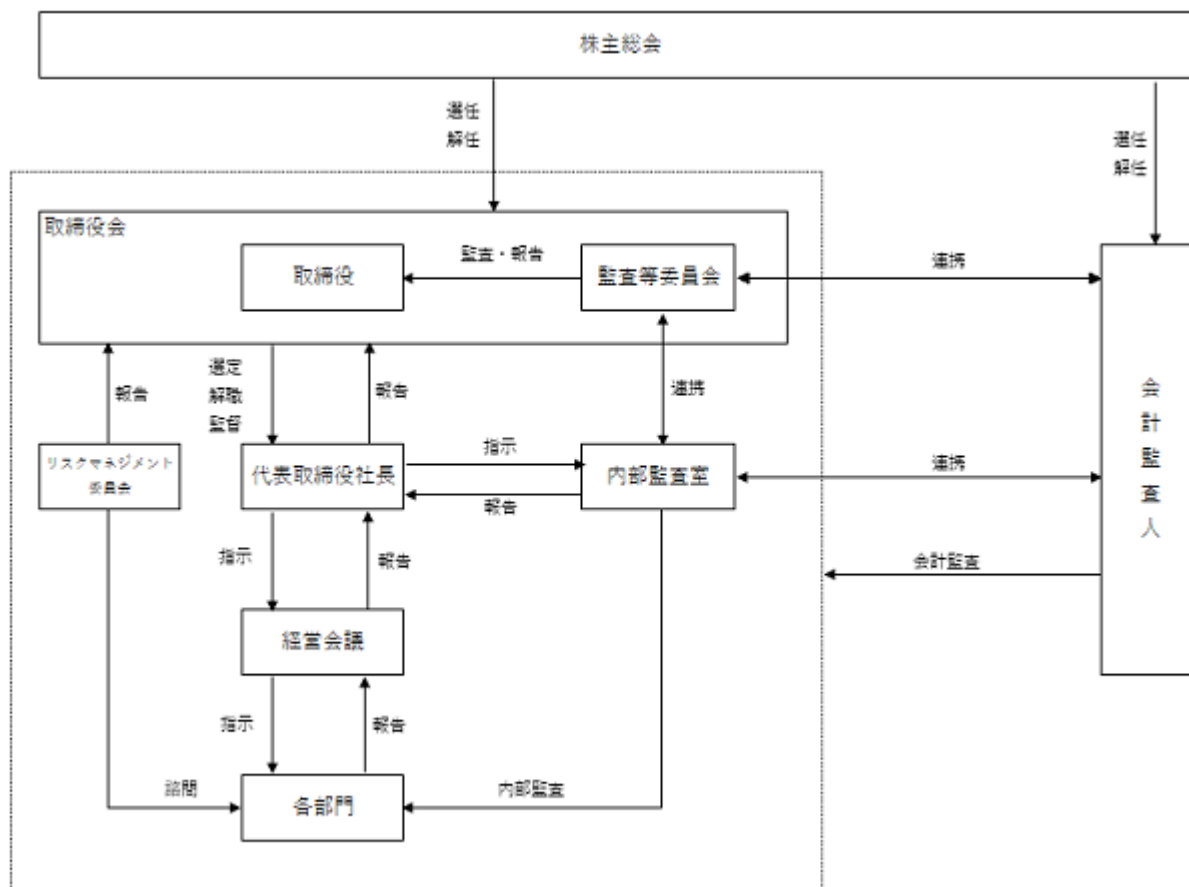 株主総会
選任
解任
選任
解任
取締役会
取締役
監査・報告
監査等委員会
連携
報告
選定
解職
監督
報告
連携
リスクマネジメント
委員会
代表取締役社長
指示
報告
内部監査室
連携
会計監査人
指示
報告
会計監査
経営会議
指示
報告
諮問
各部門
内部監査